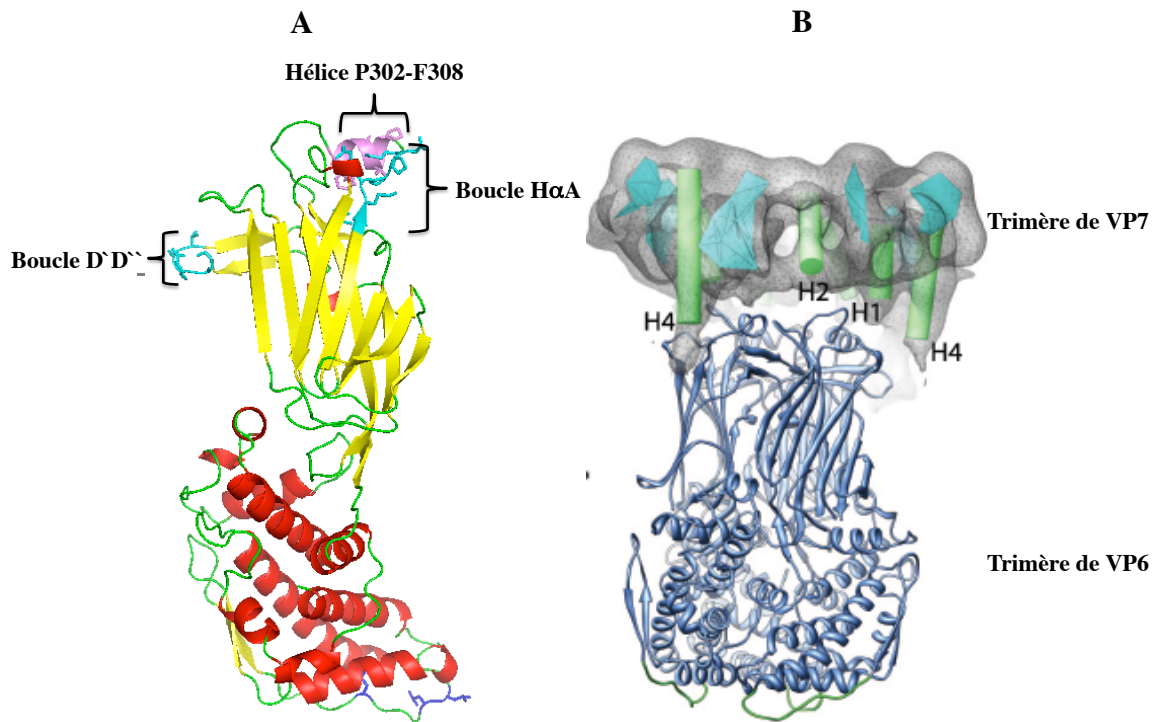 A
B
Hélice P302-F308
Boucle HαA
Boucle D`D``
Trimère de VP7
H2
H1
H4
H4
Trimère de VP6